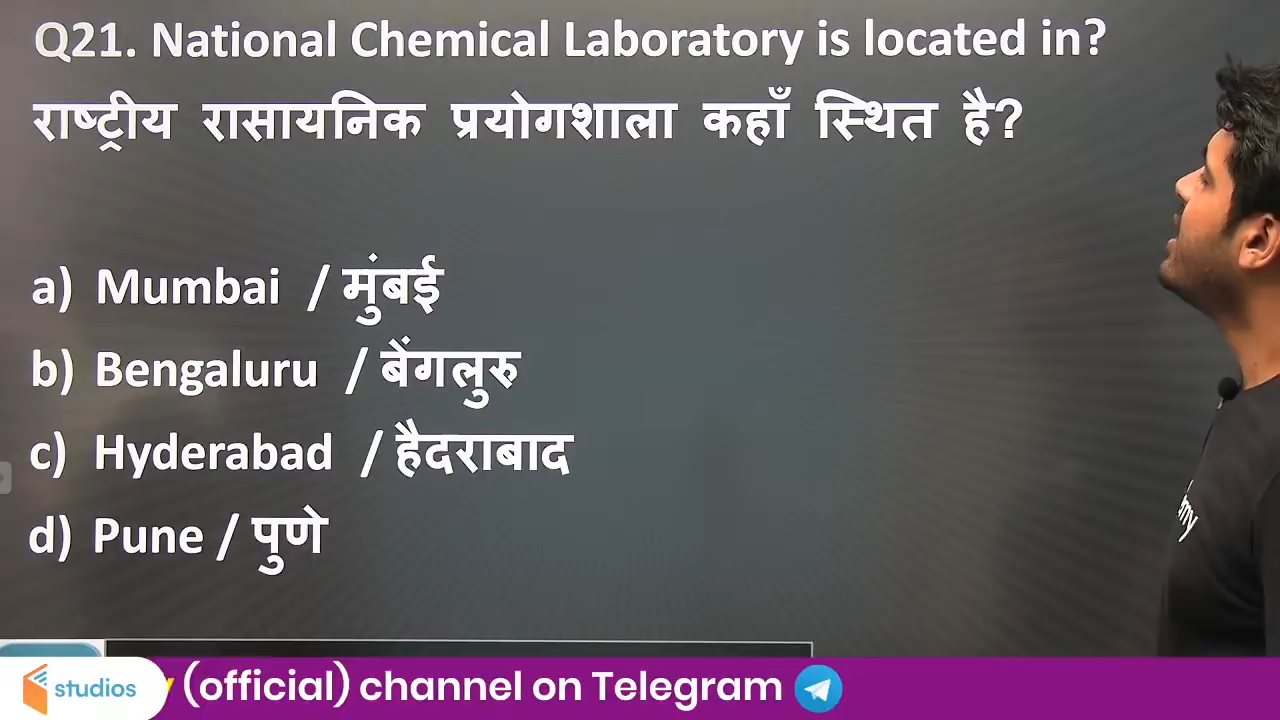 Q21. National Chemical Laboratory is located in?
राष्ट्रीय रासायनिक प्रयोगशाला कहाँ स्थित है?
a) Mumbai / मुंबई
b) Bengaluru / बेंगलुरु
c) Hyderabad / हैदराबाद
d) Pune / पुणे
studios
(official) channel on Telegram